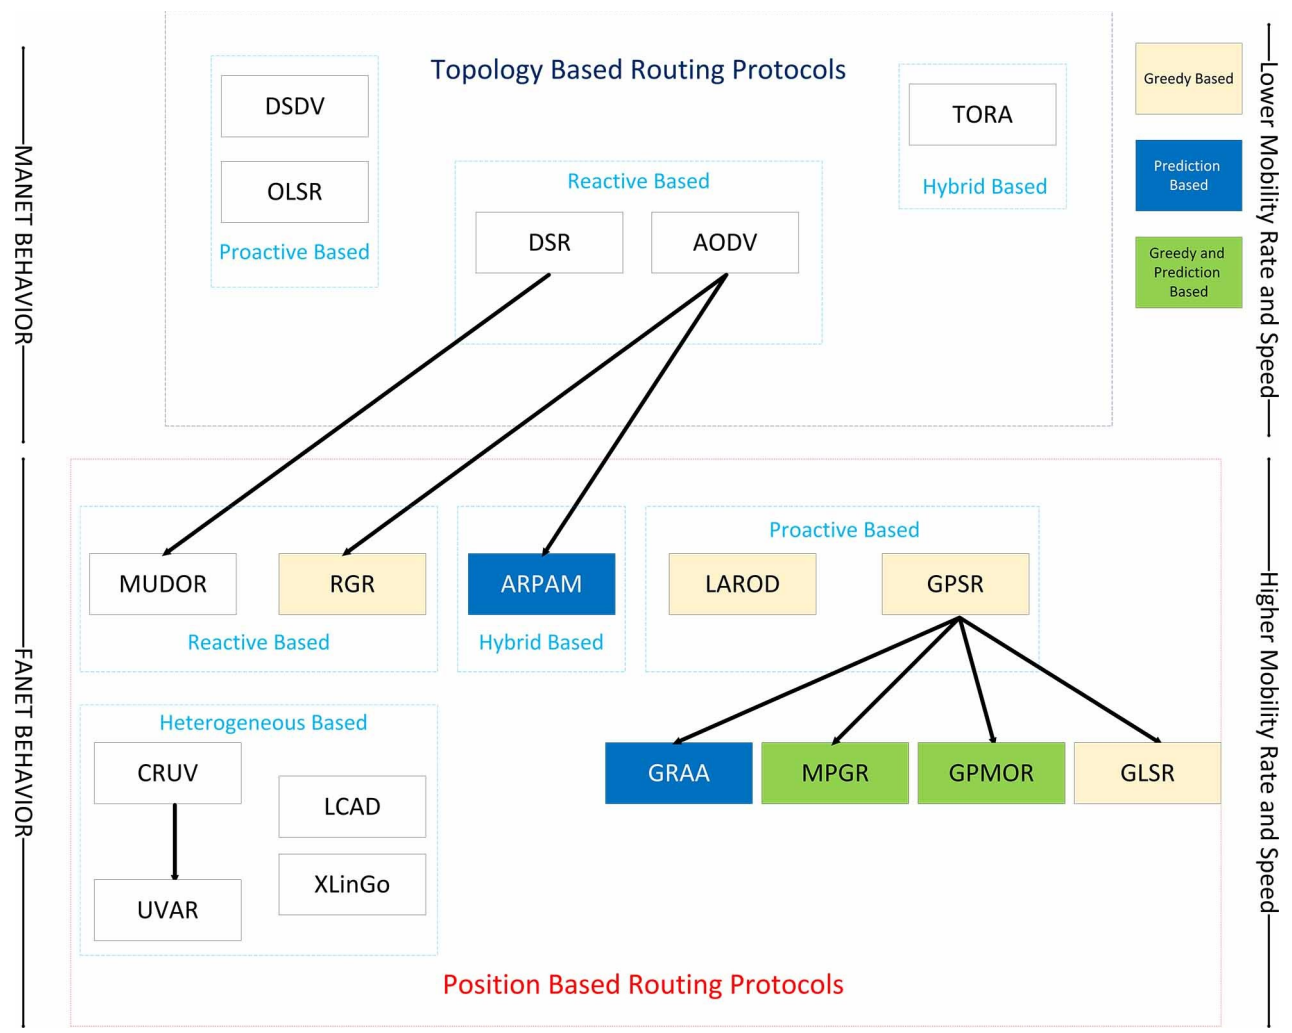 Topology Based Routing Protocols
DSDV
OLSR
Proactive Based
Reactive Based
DSR
AODV
TORA
Hybrid Based
Greedy Based
Prediction
Based
Greedy and
Prediction
Based
MANET BEHAVIOR
Lower Mobility Rate and Speed
MUDOR
RGR
Reactive Based
ARPAM
Hybrid Based
Proactive Based
LAROD
GPSR
GRAA
MPGR
GPMOR
GLSR
Heterogeneous Based
CRUV
UVAR
LCAD
XLinGo
Position Based Routing Protocols
FANET BEHAVIOR
Higher Mobility Rate and Speed